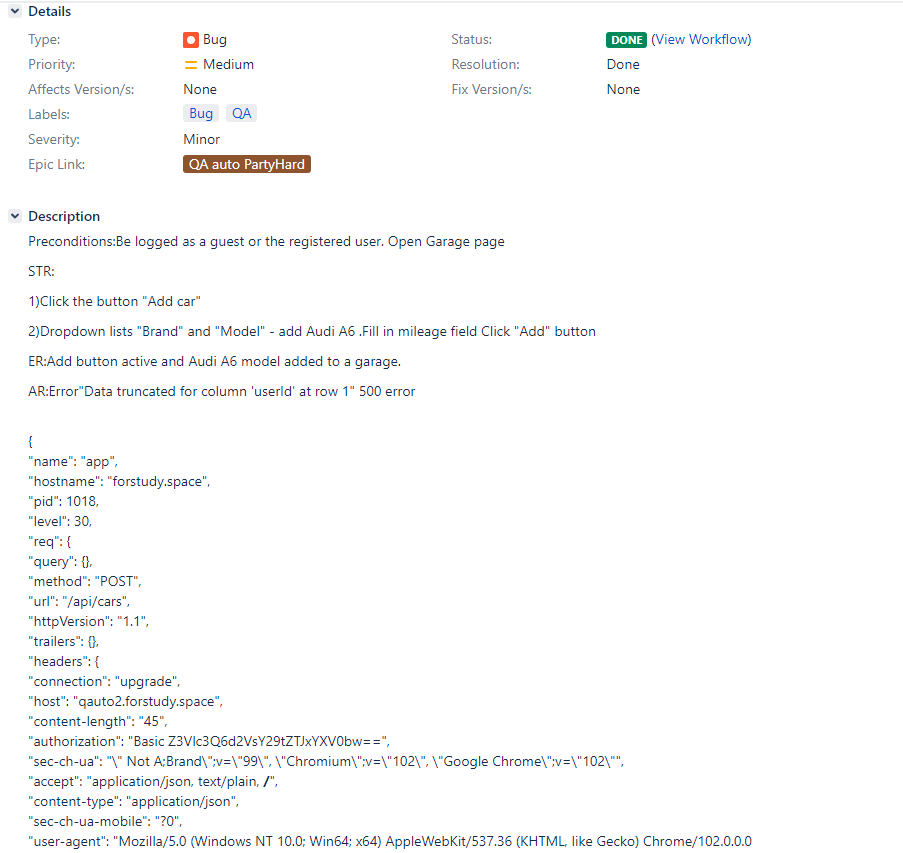 Details
Type: Bug Status: DONE (View Workflow)
Priority: Medium Resolution: Done
Affects Version/s: None Fix Version/s: None
Labels: Bug QA
Severity: Minor
Epic Link: QA auto PartyHard
Description
Preconditions:Be logged as a guest or the registered user. Open Garage page
STR:
1)Click the button "Add car"
2)Dropdown lists "Brand" and "Model" - add Audi A6 .Fill in mileage field Click "Add" button
ER:Add button active and Audi A6 model added to a garage.
AR:Error"Data truncated for column 'userId' at row 1" 500 error
{
"name": "app",
"hostname": "forstudy.space",
"pid": 1018,
"level": 30,
"req": {
"query": {},
"method": "POST",
"url": "/api/cars",
"httpVersion": "1.1",
"trailers": {},
"headers": {
"connection": "upgrade",
"host": "qauto2.forstudy.space",
"content-length": "45",
"authorization": "Basic Z3Vlc3Q6d2VsY29tZTJxYXV0bw==",
"sec-ch-ua": "\" Not A;Brand\";v=\"99\", \"Chromium\";v=\"102\", \"Google Chrome\";v=\"102\"",
"accept": "application/json, text/plain, /",
"content-type": "application/json",
"sec-ch-ua-mobile": "?0",
"user-agent": "Mozilla/5.0 (Windows NT 10.0; Win64; x64) AppleWebKit/537.36 (KHTML, like Gecko) Chrome/102.0.0.0